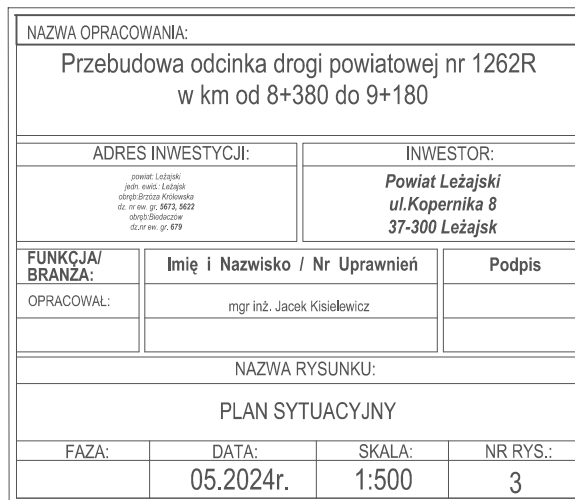 NAZWA OPRACOWANIA:
Przebudowa odcinka drogi powiatowej nr 1262R
w km od 8+380 do 9+180
ADRES INWESTYCJI:
powiat: Leżajski
jedn. ewid.: Leżajsk
obręb:Brzóza Królewska
dz. nr ew. gr. 5673, 5622
obręb:Biedaczów
dz.nr ew. gr. 679
INWESTOR:
Powiat Leżajski
ul.Kopernika 8
37-300 Leżajsk
FUNKCJA/
BRANŻA:
Imię i Nazwisko / Nr Uprawnień
Podpis
OPRACOWAŁ:
mgr inż. Jacek Kisielewicz
NAZWA RYSUNKU:
PLAN SYTUACYJNY
FAZA:
DATA:
SKALA:
NR RYS.:
05.2024r.
1:500
3